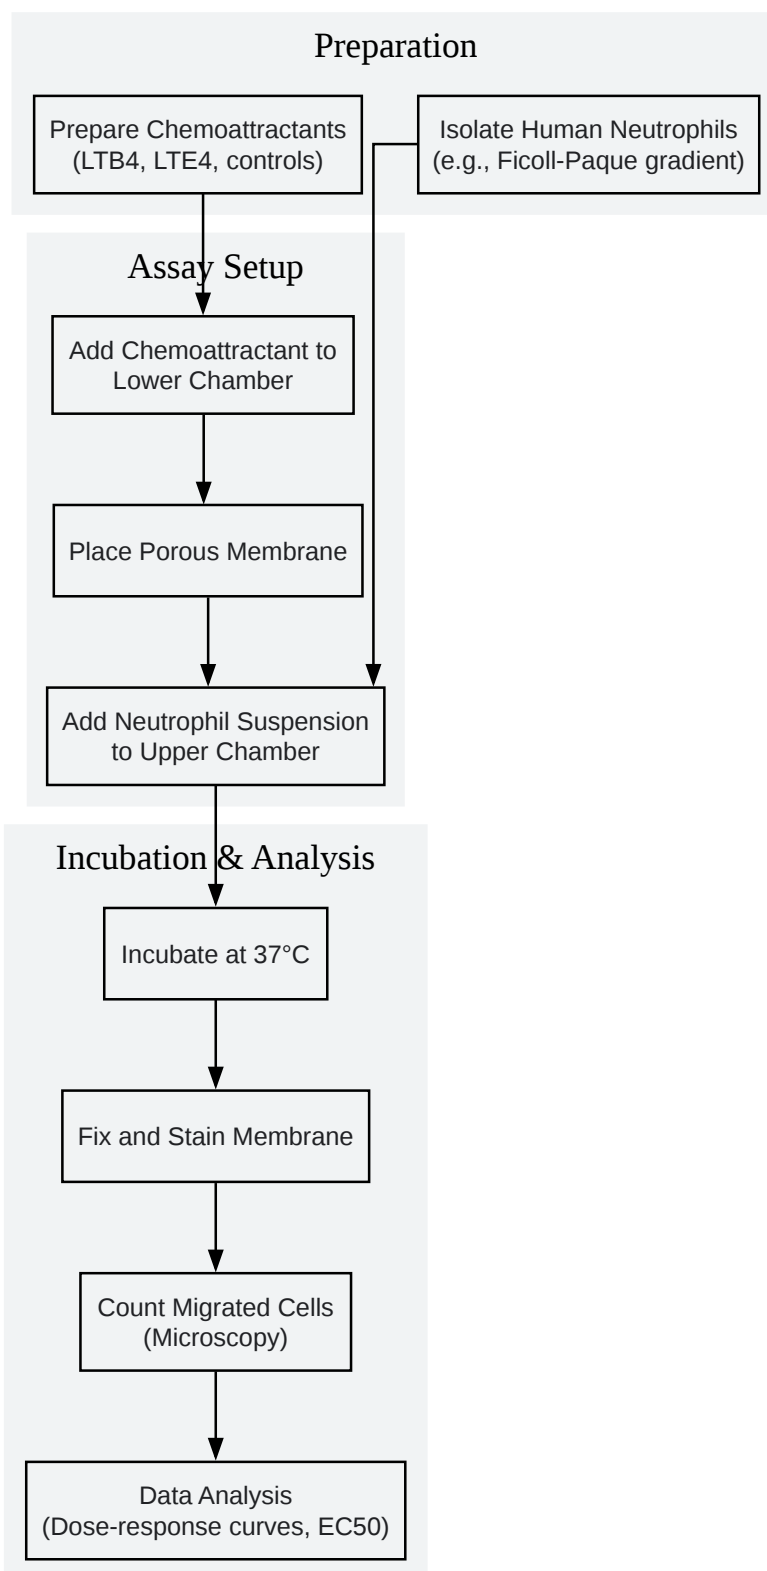 Preparation
Prepare Chemoattractants
(LTB4, LTE4, controls)
Isolate Human Neutrophils
(e.g., Ficoll-Paque gradient)
Assay Setup
Add Chemoattractant to
Lower Chamber
Place Porous Membrane
Add Neutrophil Suspension
to Upper Chamber
Incubation & Analysis
Incubate at 37°C
Fix and Stain Membrane
Count Migrated Cells
(Microscopy)
Data Analysis
(Dose-response curves, EC50)